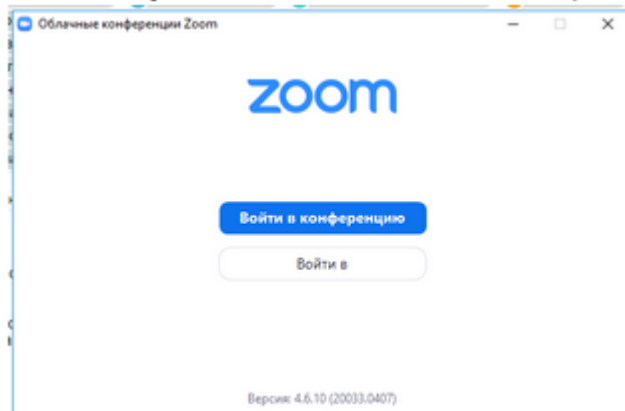 Облачные конференции Zoom
zoom
Войти в конференцию
Войти в
Версия: 4.6.10 (20033.0407)